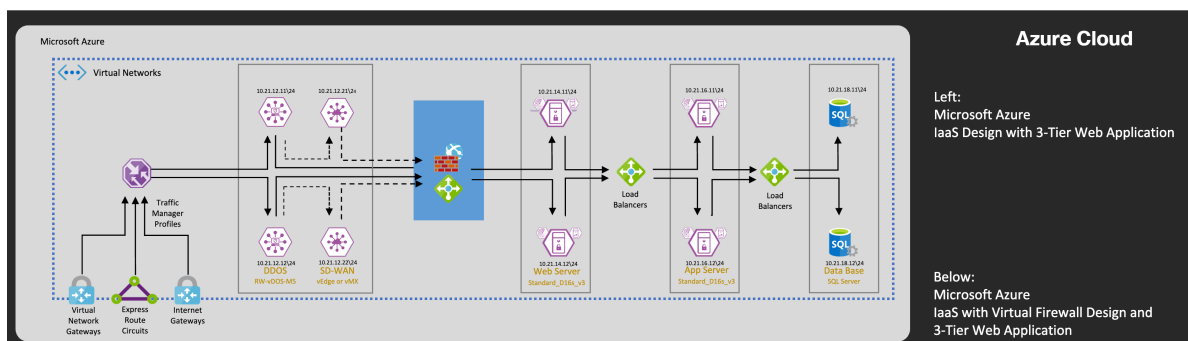 Azure Cloud
Microsoft Azure
Virtual Networks
10.21.12.11\24
10.21.12.21\24
10.21.14.11\24
10.21.16.11\24
10.21.18.11\24
SQL
Left:
Microsoft Azure
IaaS Design with 3-Tier Web Application
Traffic
Manager
Profiles
Load
Balancers
Load
Balancers
SQL
10.21.12.12\24
DDOS
RW-vDOS-M5
10.21.12.22\24
SD-WAN
vEdge or vMX
10.21.14.12\24
Web Server
Standard_D16s_v3
10.21.16.12\24
App Server
Standard_D16s_v3
10.21.18.12\24
Data Base
SQL Server
Virtual
Network
Gateways
Express
Route
Circuits
Internet
Gateways
Below:
Microsoft Azure
IaaS with Virtual Firewall Design and
3-Tier Web Application